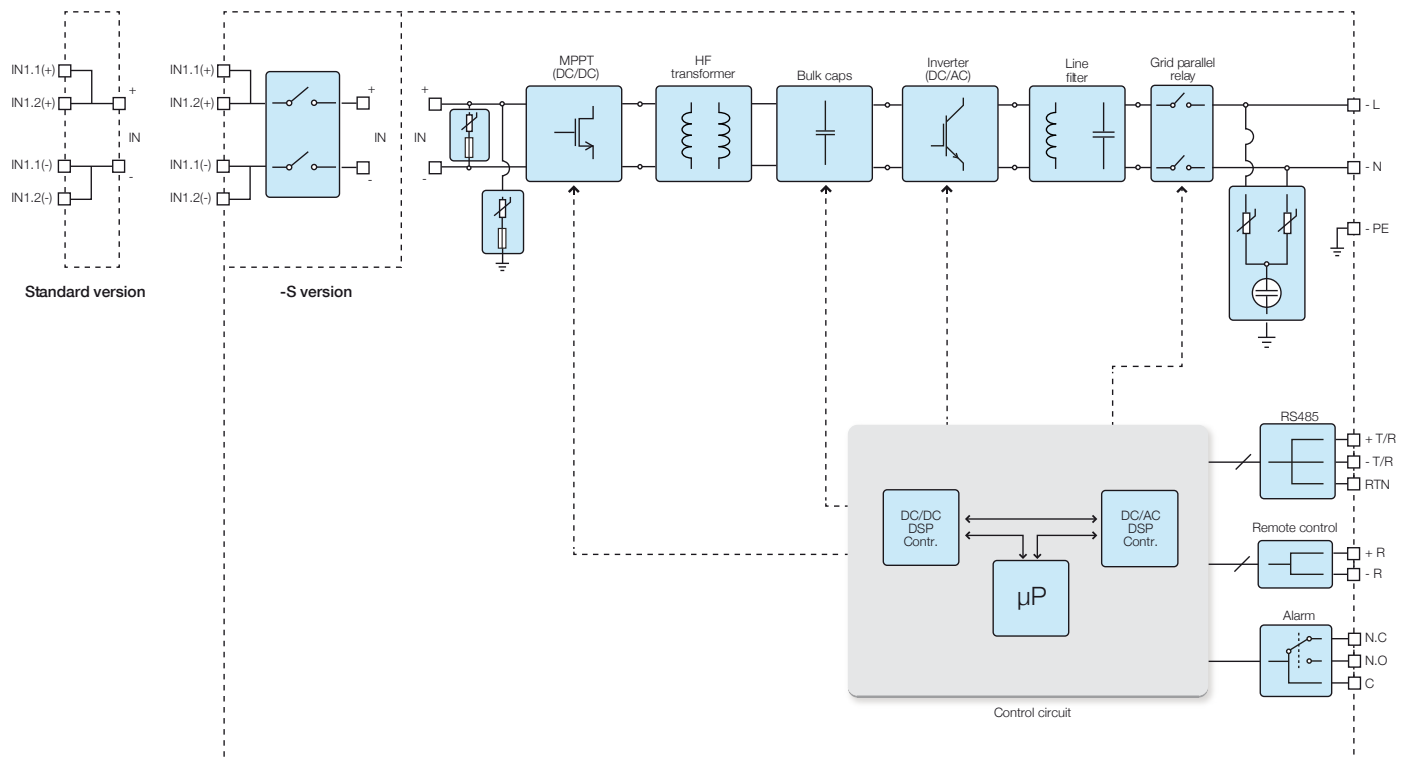 IN1.1(+)
IN1.2(+)
+
IN
IN1.1(-)
-
IN1.2(-)
Standard version
IN1.1(+)
IN1.2(+)
+
IN
IN1.1(-)
-
IN1.2(-)
-S version
+
IN
-
MPPT
(DC/DC)
HF
transformer
Bulk caps
Inverter
(DC/AC)
Line
filter
Grid parallel
relay
- L
- N
- PE
DC/DC
DSP
Contr.
DC/AC
DSP
Contr.
µP
Control circuit
RS485
+ T/R
- T/R
RTN
Remote control
+ R
- R
Alarm
N.C
N.O
C